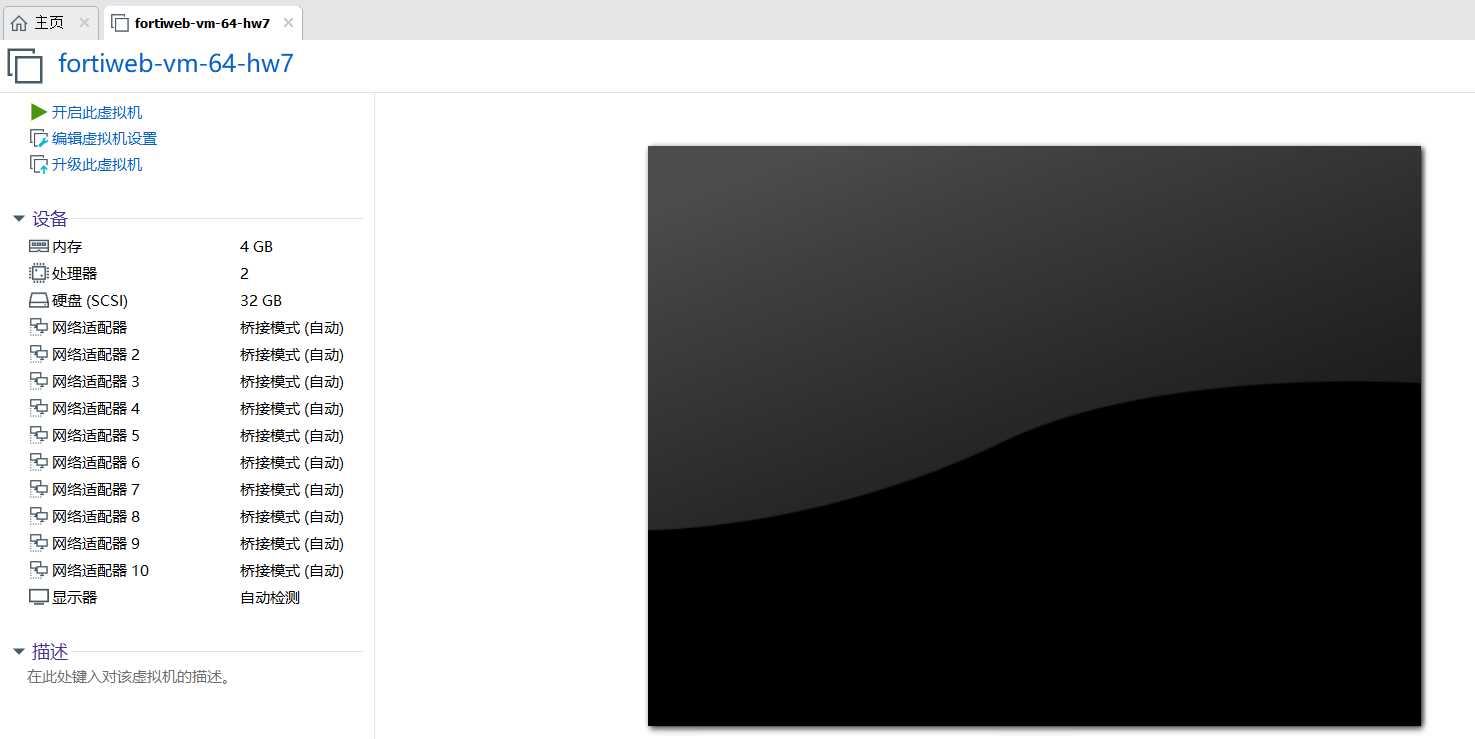 主页
fortiweb-vm-64-hw7
fortiweb-vm-64-hw7
开启此虚拟机
编辑虚拟机设置
升级此虚拟机
设备
内存 4 GB
处理器 2
硬盘 (SCSI) 32 GB
网络适配器 桥接模式 (自动)
网络适配器 2 桥接模式 (自动)
网络适配器 3 桥接模式 (自动)
网络适配器 4 桥接模式 (自动)
网络适配器 5 桥接模式 (自动)
网络适配器 6 桥接模式 (自动)
网络适配器 7 桥接模式 (自动)
网络适配器 8 桥接模式 (自动)
网络适配器 9 桥接模式 (自动)
网络适配器 10 桥接模式 (自动)
显示器 自动检测
描述
在此处键入对该虚拟机的描述。